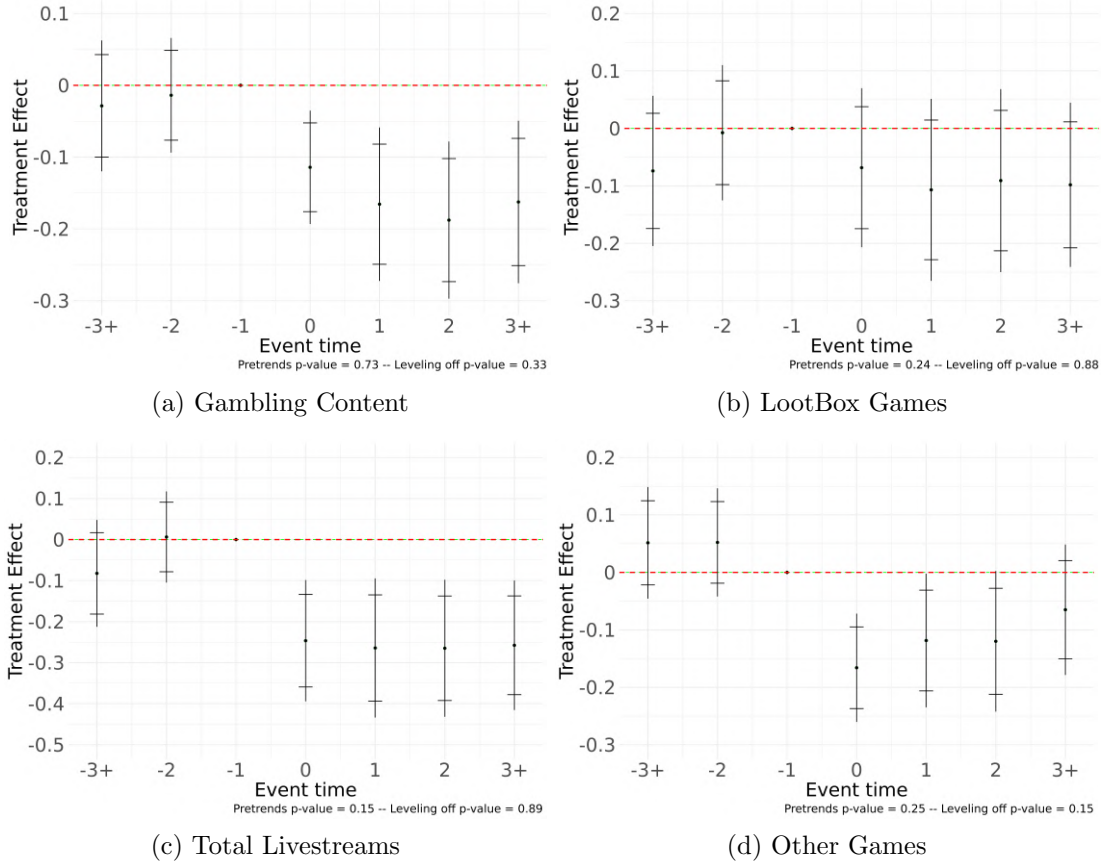 0.1
0
-0.1
-0.2
-0.3
Treatment Effect
-3+ -2 -1 0 1 2 3+
Event time
Pretrends p-value = 0.73 -- Leveling off p-value = 0.33
(a) Gambling Content
0.2
0.1
0
-0.1
-0.2
-0.3
Treatment Effect
-3+ -2 -1 0 1 2 3+
Event time
Pretrends p-value = 0.24 -- Leveling off p-value = 0.88
(b) LootBox Games
0.2
0.1
0
-0.1
-0.2
-0.3
-0.4
-0.5
Treatment Effect
-3+ -2 -1 0 1 2 3+
Event time
Pretrends p-value = 0.15 -- Leveling off p-value = 0.89
(c) Total Livestreams
0.2
0.1
0
-0.1
-0.2
-0.3
Treatment Effect
-3+ -2 -1 0 1 2 3+
Event time
Pretrends p-value = 0.25 -- Leveling off p-value = 0.15
(d) Other Games